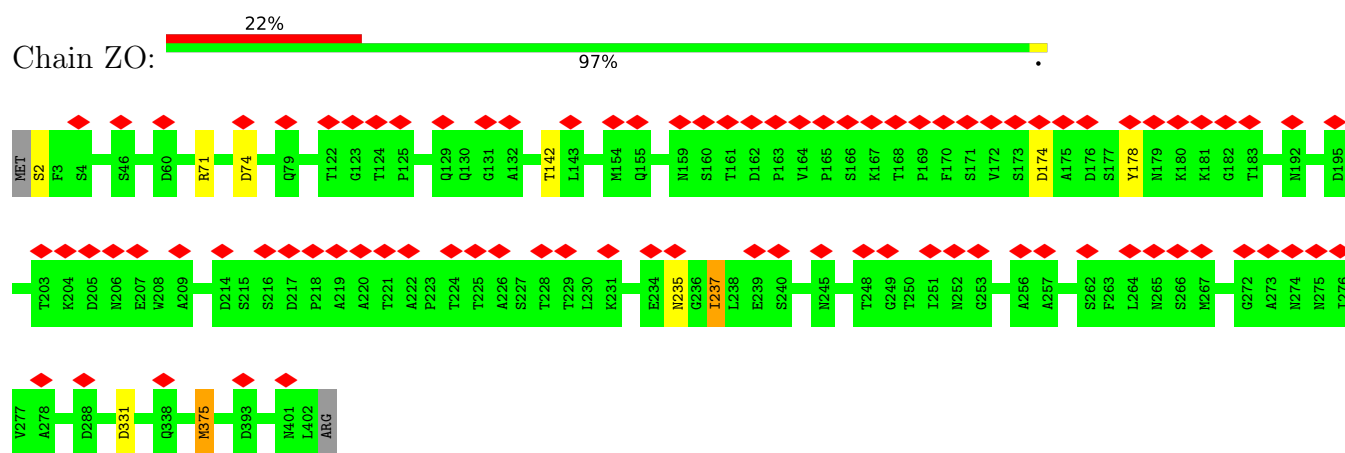 22%
Chain ZO:
97%
.
MET S2 F3 S4 S46 D60 R71 D74 Q79 T122 G123 T124 P125 Q129 Q130 G131 A132 T142 L143 M154 Q155 N159 S160 T161 D162 P163 V164 P165 S166 K167 T168 P169 F170 S171 V172 S173 D174 A175 D176 S177 Y178 N179 K180 K181 G182 T183 N192 D195
T203 K204 D205 N206 E207 W208 A209 D214 S215 S216 D217 P218 A219 A220 T221 A222 P223 T224 T225 A226 S227 T228 T229 L230 K231 E234 N235 G236 I237 L238 E239 S240 N245 T248 G249 T250 I251 N252 G253 A256 A257 S262 F263 L264 N265 S266 M267 G272 A273 N274 N275 I276
V277 A278 D288 D331 Q338 M375 D393 N401 L402 ARG